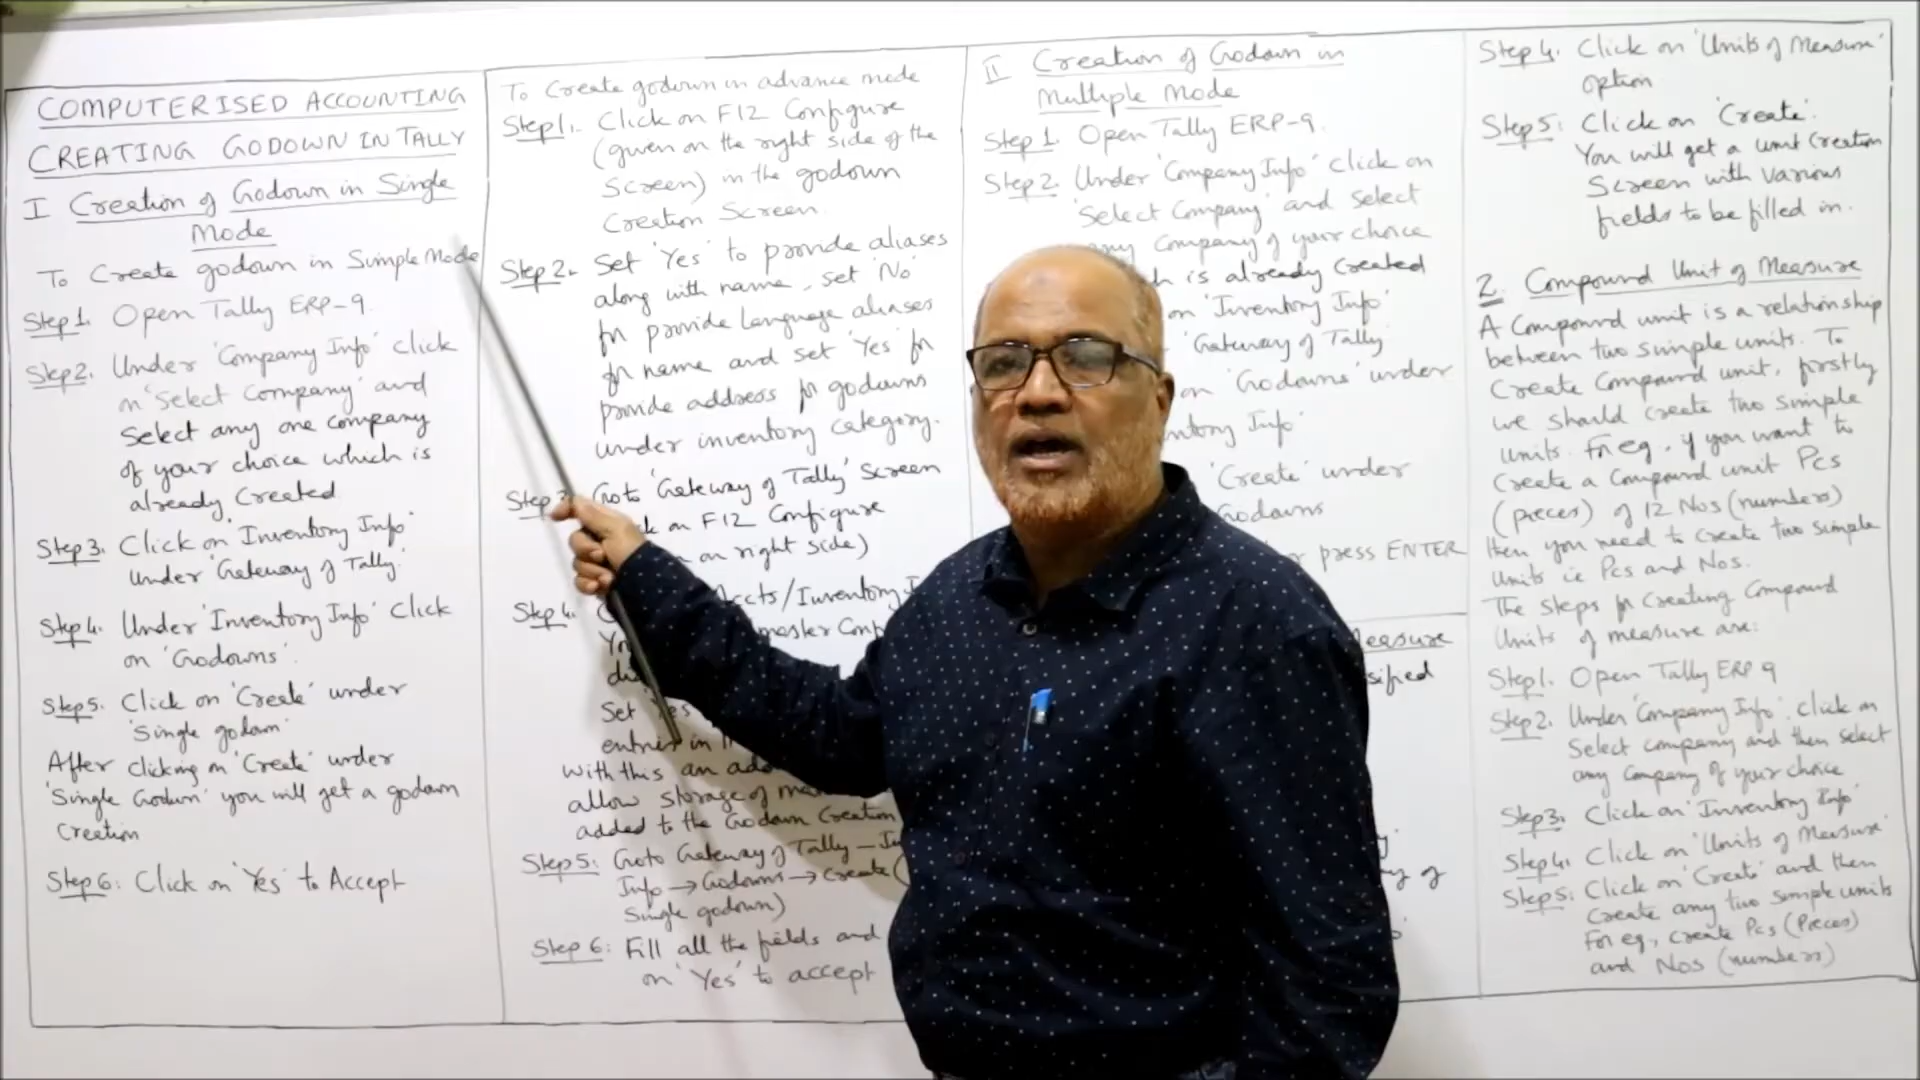 COMPUTERISED ACCOUNTING
CREATING GODOWN IN TALLY
I Creation of Godown in Single
Mode
To Create godown in Simple Mode
Step 1. Open Tally ERP-9.
Step 2. Under 'Company Info' click
on 'Select Company' and
Select any one company
of your choice which is
already Created
Step 3. Click on 'Inventory Info'
Under 'Gateway of Tally'.
Step 4. Under 'Inventory Info' Click
on 'Godowns'.
Step 5. Click on 'Create' under
'Single godown'
After clicking on 'Create' under
'Single Godown' you will get a godown
Creation
Step 6: Click on 'Yes' to Accept
To Create godown in advance mode
Step 1. Click on F12 Configure
(given on the right side of the
Screen) in the godown
Creation Screen.
Step 2. Set 'Yes' to provide aliases
along with name, set 'No'
for provide Language aliases
for name and set 'Yes' for
provide address for godowns
under inventory category.
Step 3 Goto 'Gateway of Tally' Screen
on F12 Configure
on right side)
Step 4. Accts/Inventory
master
Set 'Yes
entries in
With this an
allow storage of
added to the Godown Creation
Step 5: Goto Gateway of Tally -
Info → Godowns → Create (
Single godown)
Step 6: Fill all the fields and
on 'Yes' to accept
II Creation of Godown in
Multiple Mode
Step 1. Open Tally ERP-9.
Step 2. Under 'Company Info' click on
'Select Company' and Select
any Company of your choice
is already Created
on 'Inventory Info'
'Gateway of Tally'
on 'Godowns' under
Info'
'Create' under
Godowns
press ENTER
Measure
Step 4. Click on 'Units of Measure'
option
Step 5: Click on 'Create'.
You will get a unit Creation
Screen with various
fields to be filled in.
2. Compound Unit of Measure
A Compound unit is a relationship
between two simple units. To
Create Compound unit, firstly
we should create two simple
units. For eg, if you want to
Create a Compound unit Pcs
(pieces) of 12 Nos (numbers)
then you need to create two simple
Units ie Pcs and Nos.
The steps for Creating Compound
Units of measure are:
Step 1. Open Tally ERP 9
Step 2. Under 'Company Info', click on
Select company and then select
any Company of your choice
Step 3. Click on 'Inventory Info'
Step 4. Click on 'Units of Measure'
Step 5: Click on 'Create' and then
Create any two simple units
For eg, create Pcs (Pieces)
and Nos (numbers)